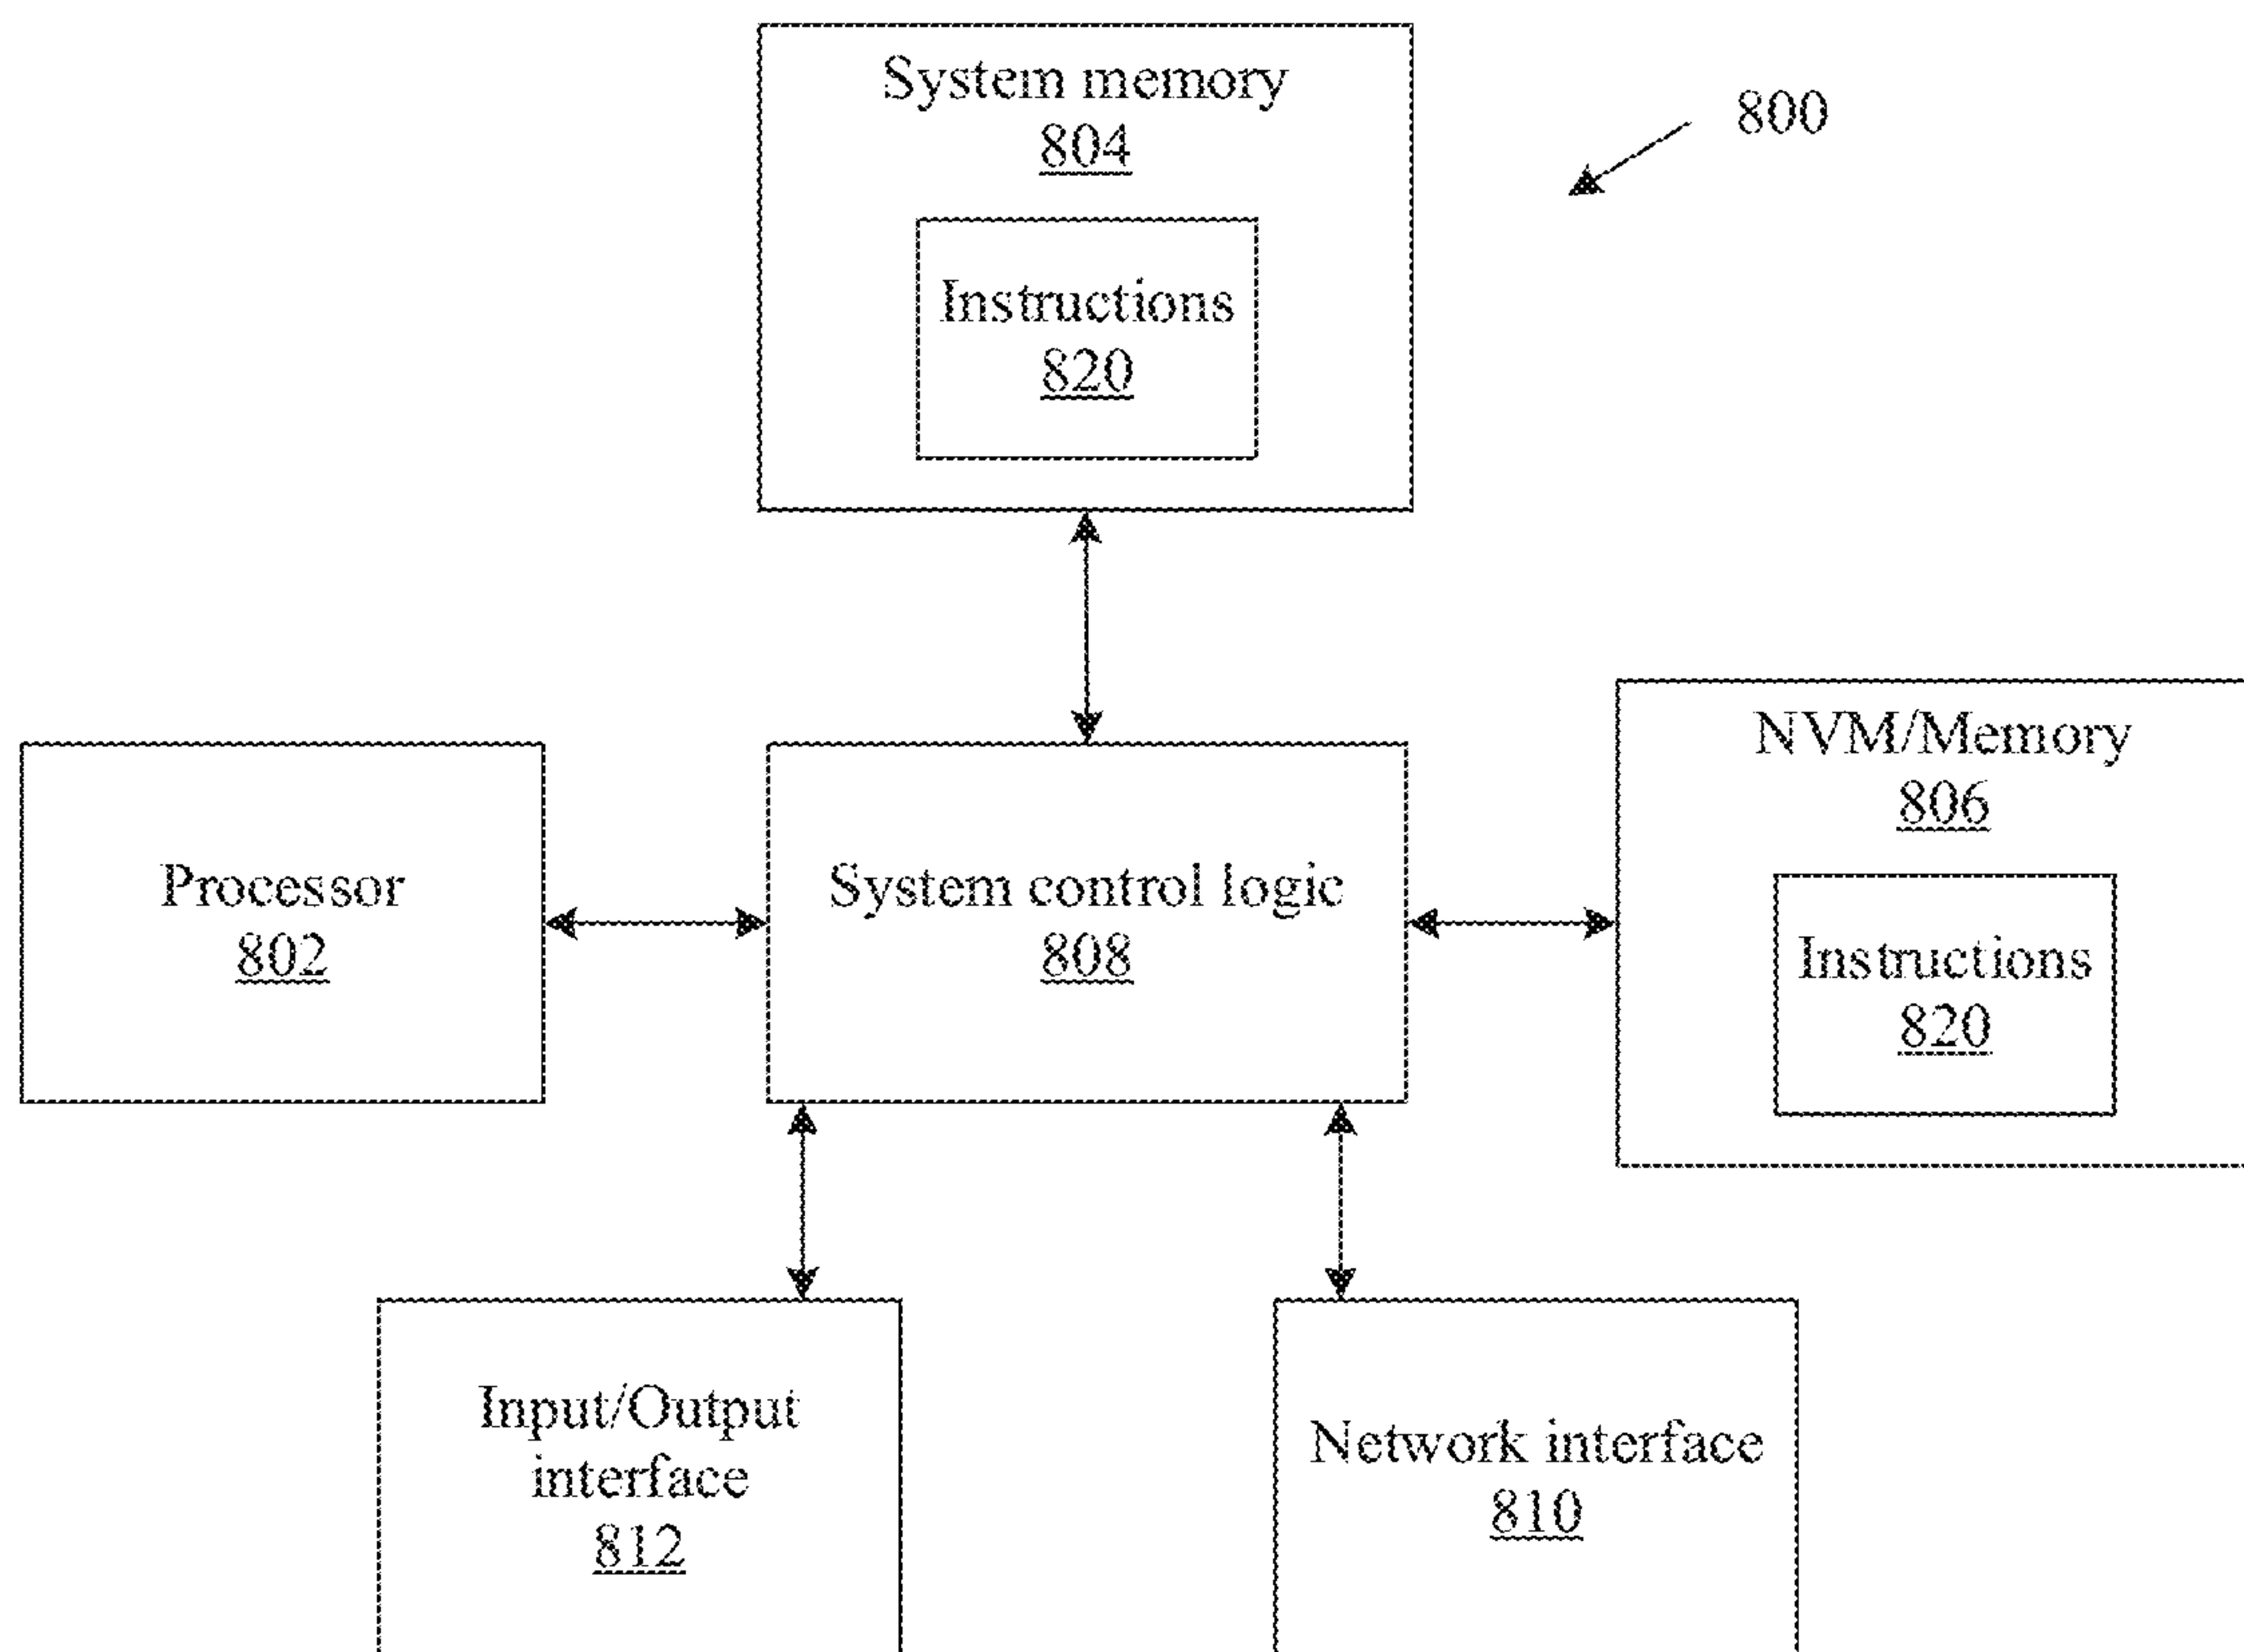 System memory
804
800
Instructions
820
NVM/Memory
806
Processor
802
System control logic
808
Instructions
820
Input/Output
interface
812
Network interface
810